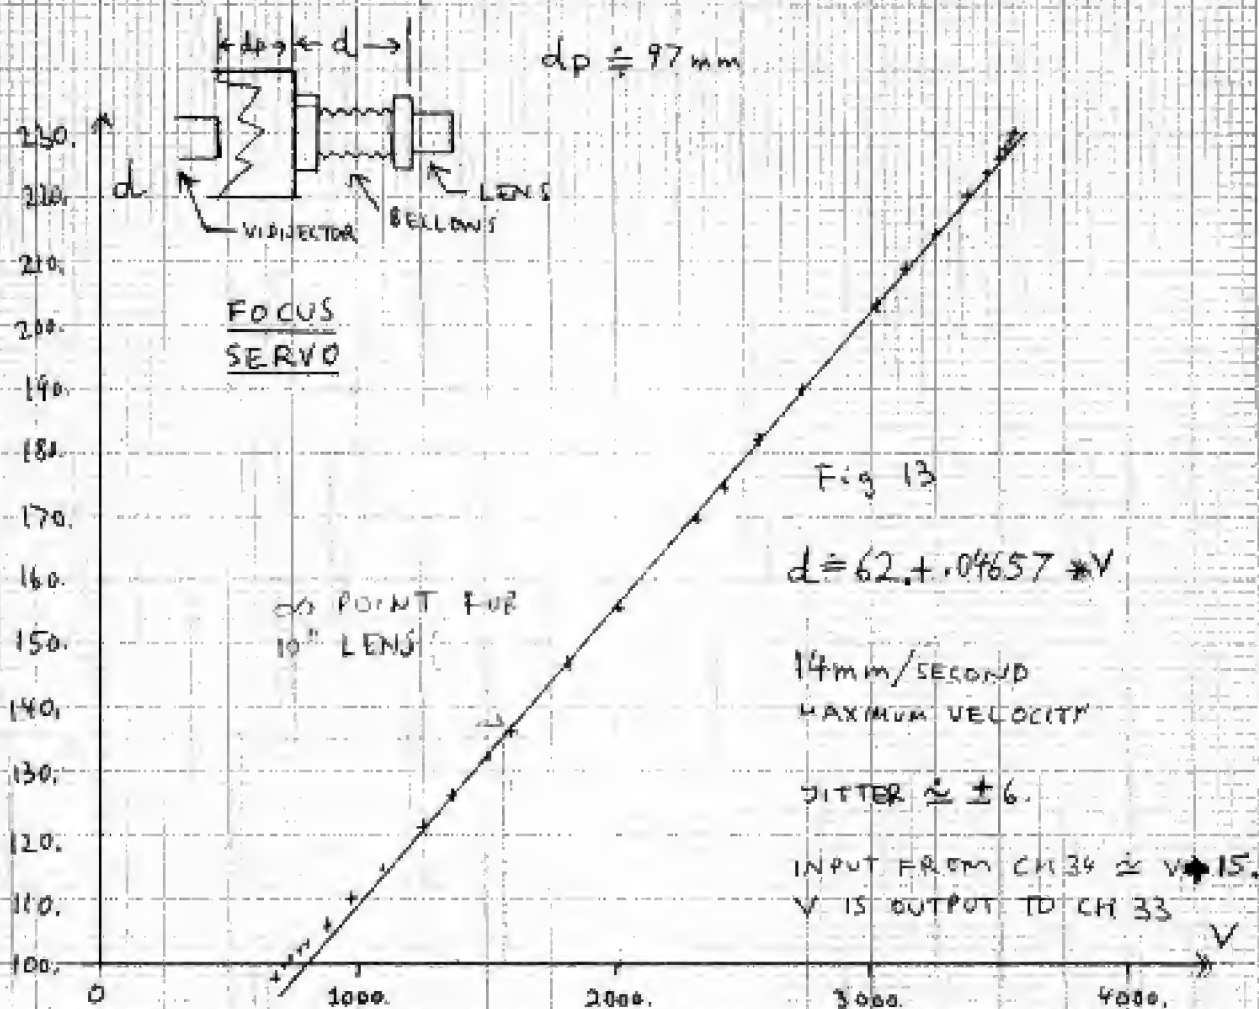 dp
d
dp ≑ 97 mm
230.
d
220.
LENS
BELLOWS
VIDISECTOR
210.
FOCUS
SERVO
200.
190.
180.
Fig 13
170.
d = 62. + .04657 *V
160.
∞ POINT FOR
10" LENS
150.
14mm/SECOND
MAXIMUM VELOCITY
140.
130.
JITTER ≃ ±6.
120.
INPUT FROM CH 34 ≃ V+15.
V IS OUTPUT TO CH 33
110.
V
100.
0
1000.
2000.
3000.
4000.